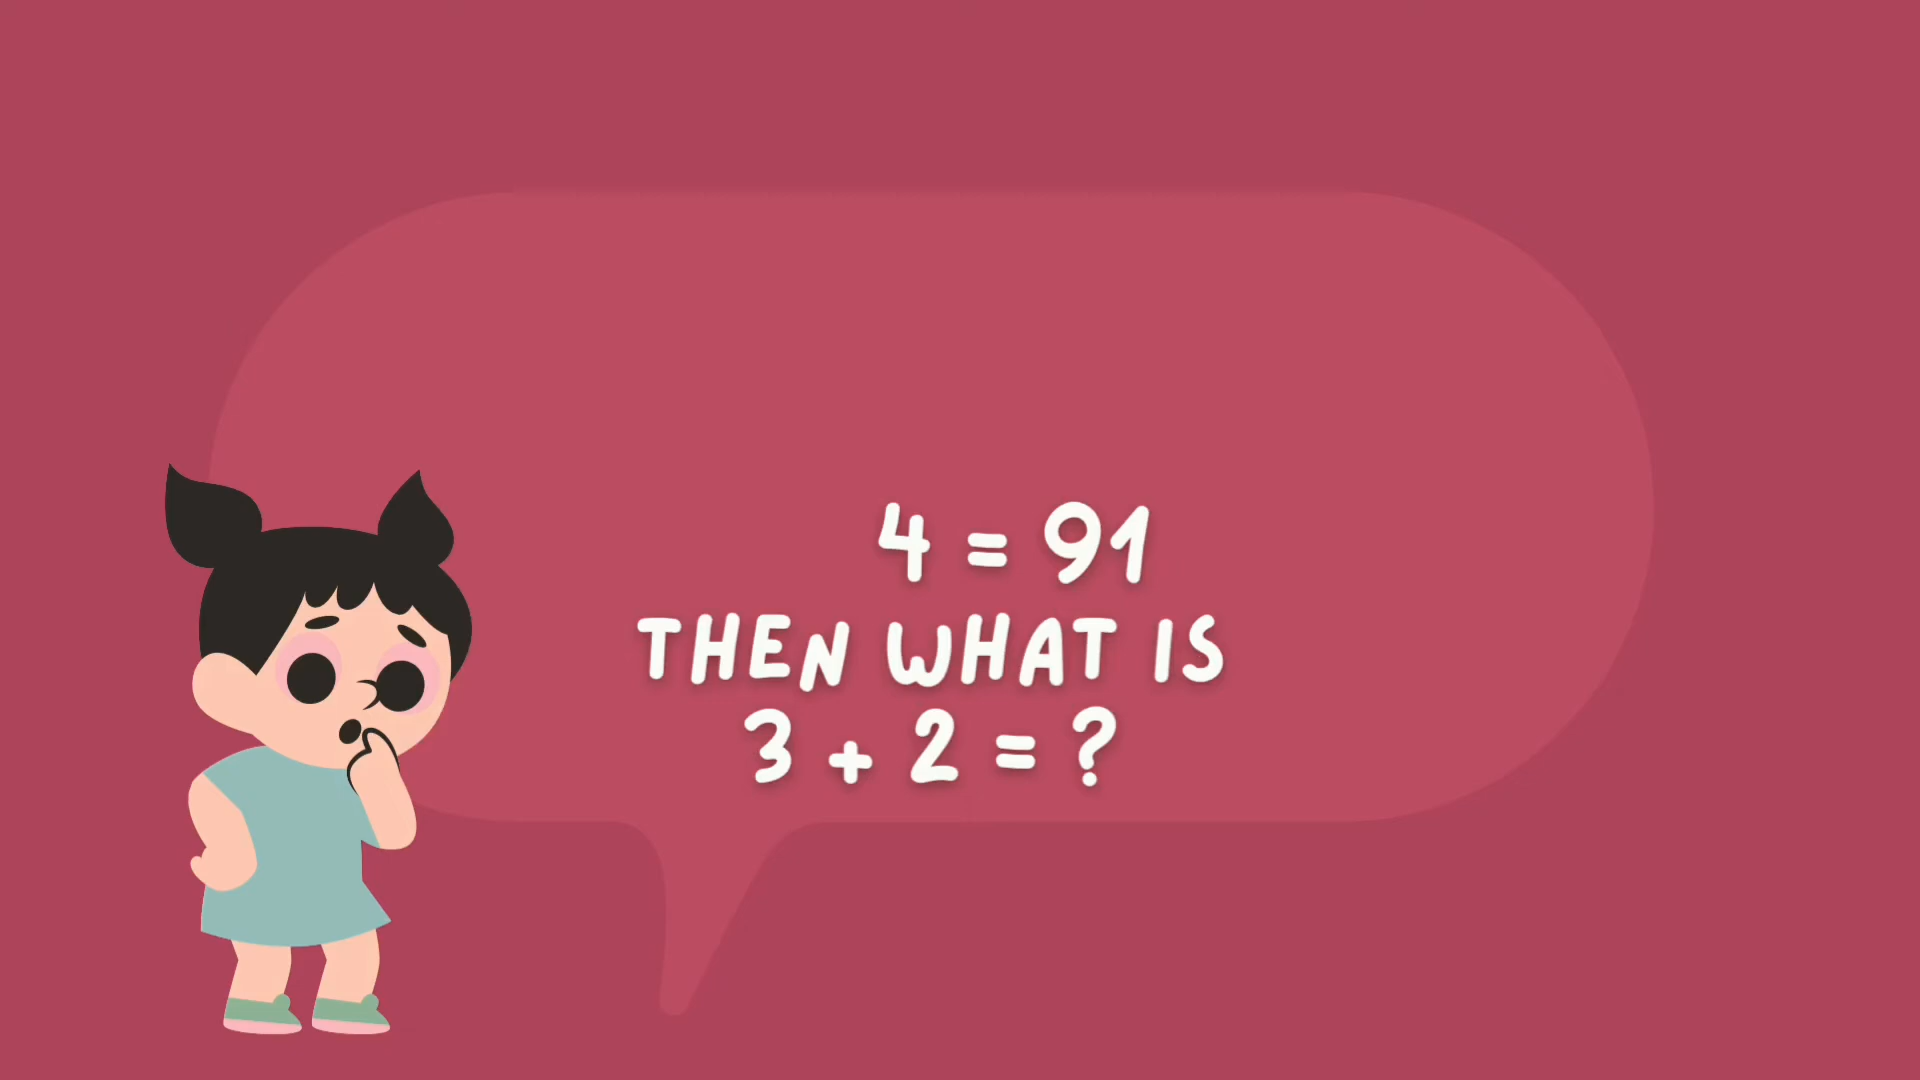 4 = 91
THEN WHAT IS
3 + 2 = ?